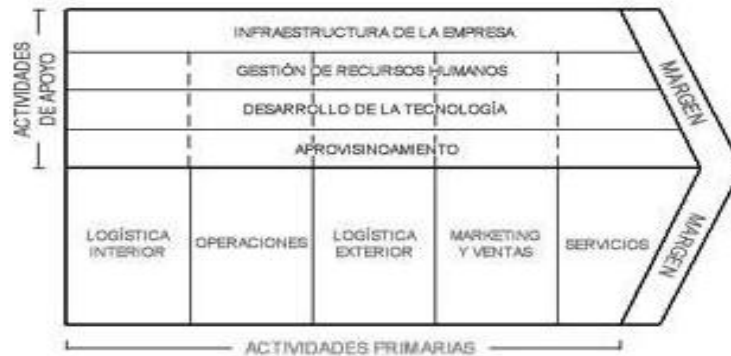 ACTIVIDADES
DE APOYO
INFRAESTRUCTURA DE LA EMPRESA
GESTIÓN DE RECURSOS HUMANOS
DESARROLLO DE LA TECNOLOGÍA
APROVISINOAMIENTO
MARGEN
LOGÍSTICA
INTERIOR
OPERACIONES
LOGÍSTICA
EXTERIOR
MARKETING
Y VENTAS
SERVICIOS
MARGEN
ACTIVIDADES PRIMARIAS